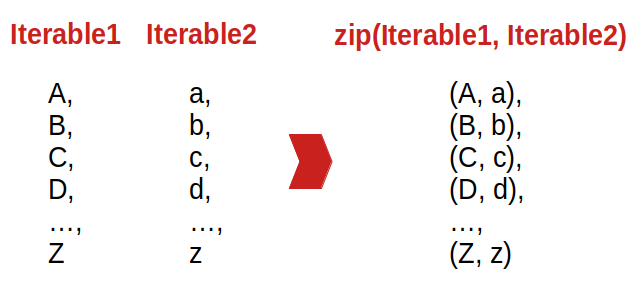 Iterable1 Iterable2 zip(Iterable1, Iterable2)
A, a, (A, a),
B, b, (B, b),
C, c, (C, c),
D, d, (D, d),
…, …, …,
Z z (Z, z)